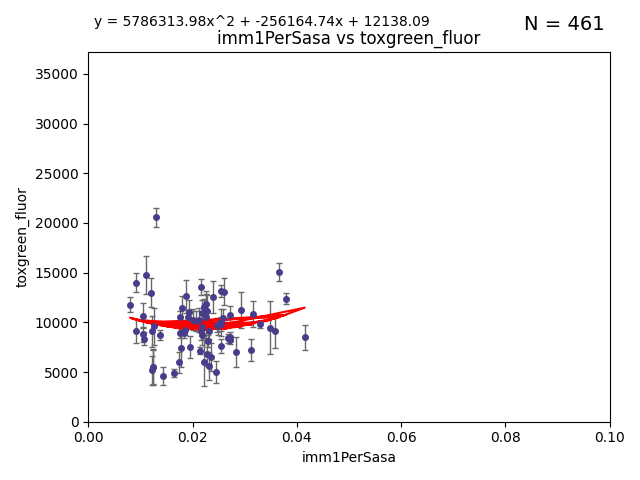 y = 5786313.98x^2 + -256164.74x + 12138.09
N = 461
imm1PerSasa vs toxgreen_fluor
35000
30000
25000
20000
15000
10000
5000
0
toxgreen_fluor
0.00 0.02 0.04 0.06 0.08 0.10
imm1PerSasa